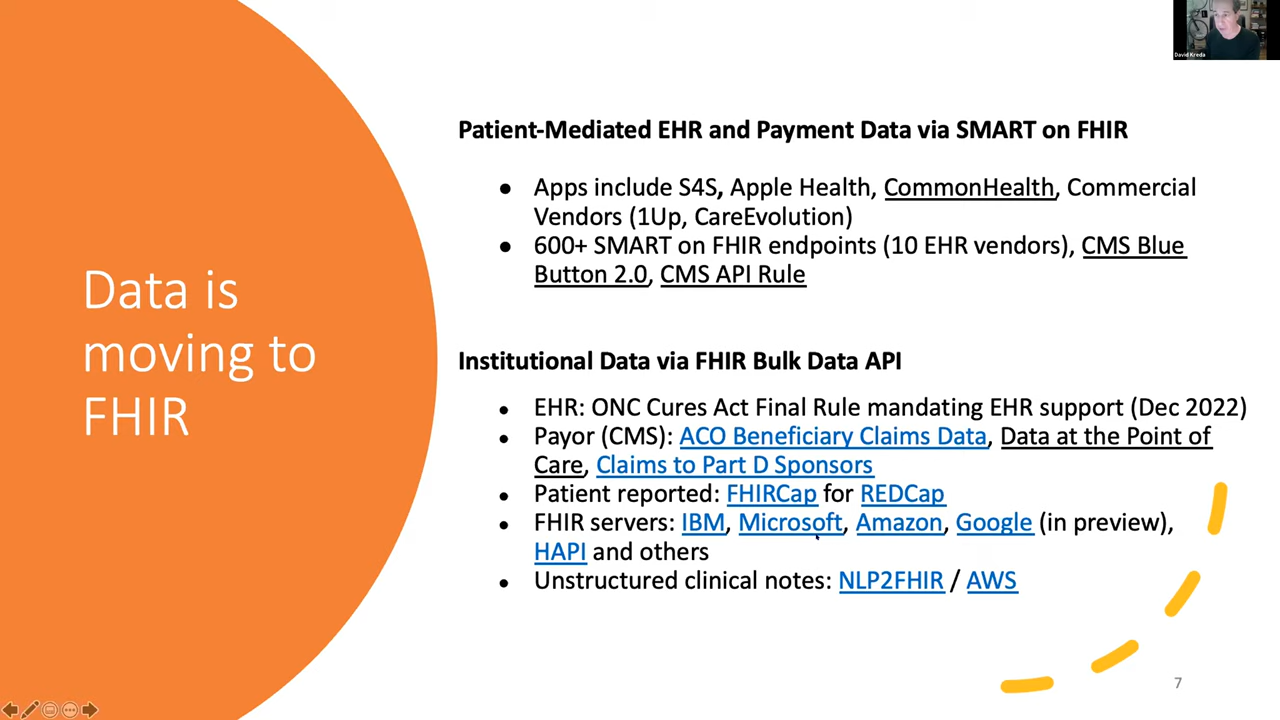 David Kreda
Data is
moving to
FHIR
Patient-Mediated EHR and Payment Data via SMART on FHIR
● Apps include S4S, Apple Health, CommonHealth, Commercial
Vendors (1Up, CareEvolution)
● 600+ SMART on FHIR endpoints (10 EHR vendors), CMS Blue
Button 2.0, CMS API Rule
Institutional Data via FHIR Bulk Data API
● EHR: ONC Cures Act Final Rule mandating EHR support (Dec 2022)
● Payor (CMS): ACO Beneficiary Claims Data, Data at the Point of
Care, Claims to Part D Sponsors
● Patient reported: FHIRCap for REDCap
● FHIR servers: IBM, Microsoft, Amazon, Google (in preview),
HAPI and others
● Unstructured clinical notes: NLP2FHIR / AWS
7